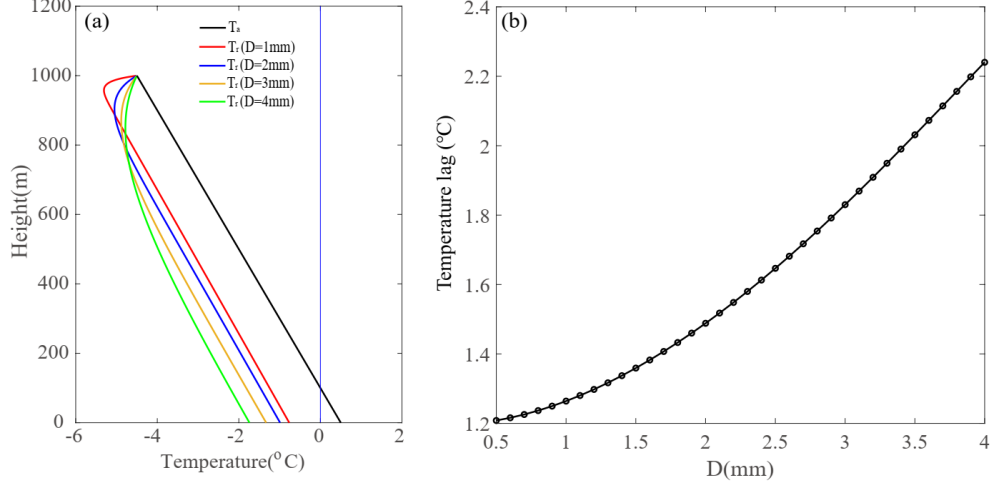 (a)
1200
1000
800
600
400
200
0
Height(m)
Tₐ
Tᵣ(D=1mm)
Tᵣ(D=2mm)
Tᵣ(D=3mm)
Tᵣ(D=4mm)
-6 -4 -2 0 2
Temperature(°C)
(b)
2.4
2.2
2
1.8
1.6
1.4
1.2
Temperature lag (℃)
0.5 1 1.5 2 2.5 3 3.5 4
D(mm)